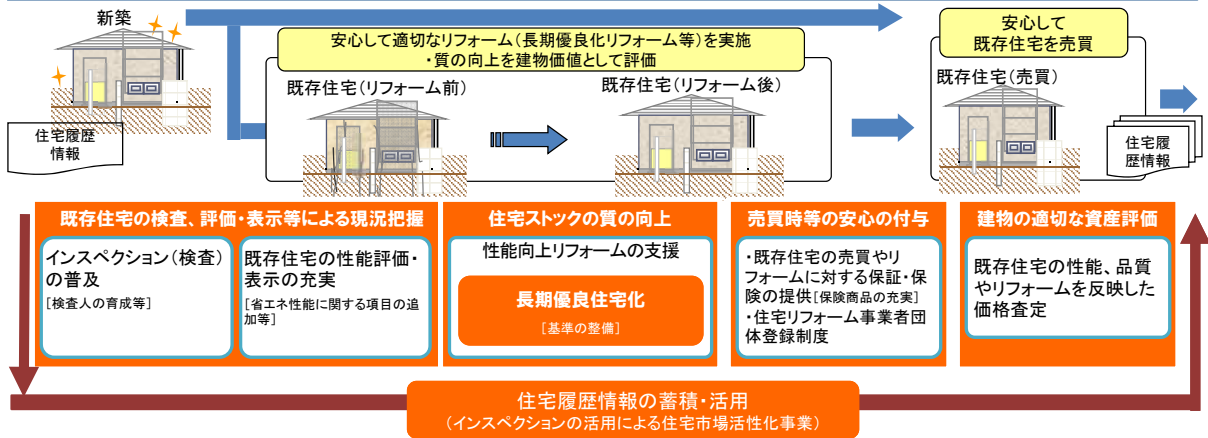 新築
住宅履歴
情報
安心して適切なリフォーム(長期優良化リフォーム等)を実施
・質の向上を建物価値として評価
既存住宅(リフォーム前)
既存住宅(リフォーム後)
安心して
既存住宅を売買
既存住宅(売買)
住宅履
歴情報
既存住宅の検査、評価・表示等による現況把握
インスペクション(検査)
の普及
[検査人の育成等]
既存住宅の性能評価・
表示の充実
[省エネ性能に関する項目の追
加等]
住宅ストックの質の向上
性能向上リフォームの支援
長期優良住宅化
[基準の整備]
売買時等の安心の付与
・既存住宅の売買やリ
フォームに対する保証・保
険の提供[保険商品の充実]
・住宅リフォーム事業者団
体登録制度
建物の適切な資産評価
既存住宅の性能、品質
やリフォームを反映した
価格査定
住宅履歴情報の蓄積・活用
(インスペクションの活用による住宅市場活性化事業)